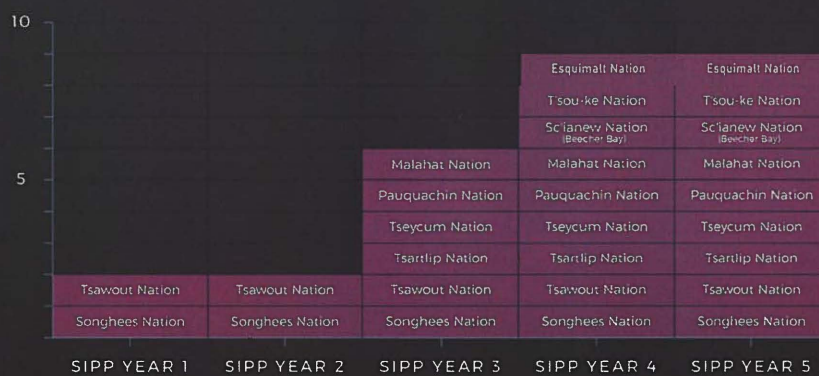 10
Esquimalt Nation Esquimalt Nation
T'sou-ke Nation T'sou-ke Nation
Sc'ianew Nation Sc'ianew Nation
(Beecher Bay) (Beecher Bay)
Malahat Nation Malahat Nation Malahat Nation
5
Pauquachin Nation Pauquachin Nation Pauquachin Nation
Tseycum Nation Tseycum Nation Tseycum Nation
Tsartlip Nation Tsartlip Nation Tsartlip Nation
Tsawout Nation Tsawout Nation Tsawout Nation Tsawout Nation Tsawout Nation
Songhees Nation Songhees Nation Songhees Nation Songhees Nation Songhees Nation
SIPP YEAR 1 SIPP YEAR 2 SIPP YEAR 3 SIPP YEAR 4 SIPP YEAR 5